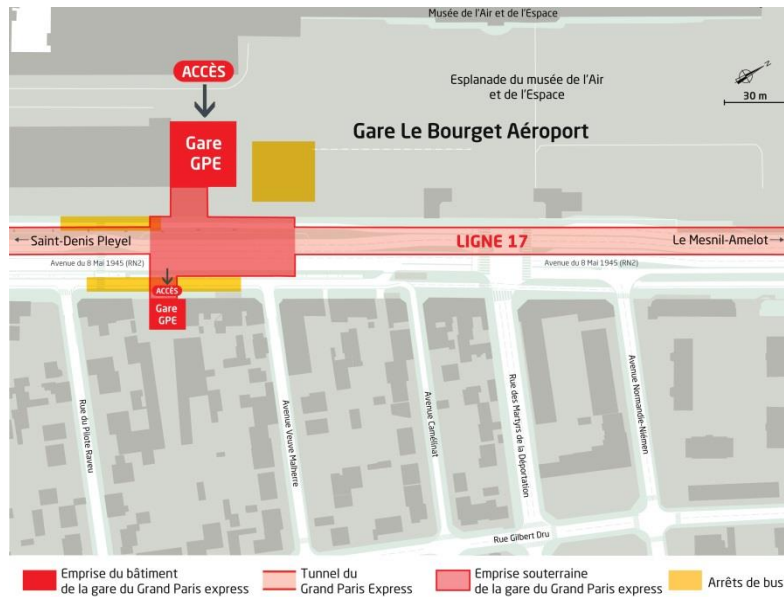 Musée de l'Air et de l'Espace
ACCÈS
Esplanade du musée de l'Air
et de l'Espace
N
30 m
Gare
GPE
Gare Le Bourget Aéroport
Saint-Denis Pleyel
LIGNE 17
Le Mesnil-Amelot
Avenue du 8 Mai 1945 (RN2)
Avenue du 8 Mai 1945 (RN2)
ACCÈS
Gare
GPE
Rue du Pilote Raveu
Avenue Veuve Malherre
Avenue Camélinat
Rue des Martyrs de la Déportation
Avenue Normandie-Niémen
Rue Gilbert Dru
Emprise du bâtiment
de la gare du Grand Paris express
Tunnel du
Grand Paris Express
Emprise souterraine
de la gare du Grand Paris express
Arrêts de bus